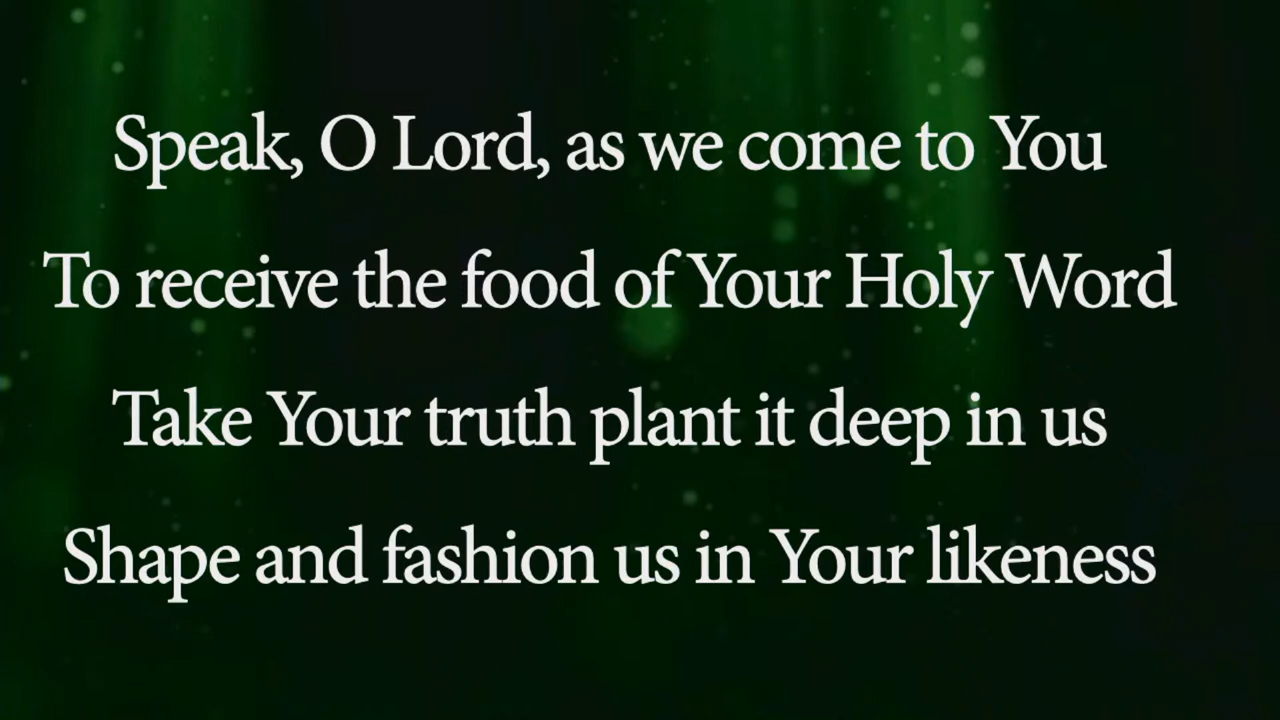 Speak, O Lord, as we come to You
To receive the food of Your Holy Word
Take Your truth plant it deep in us
Shape and fashion us in Your likeness